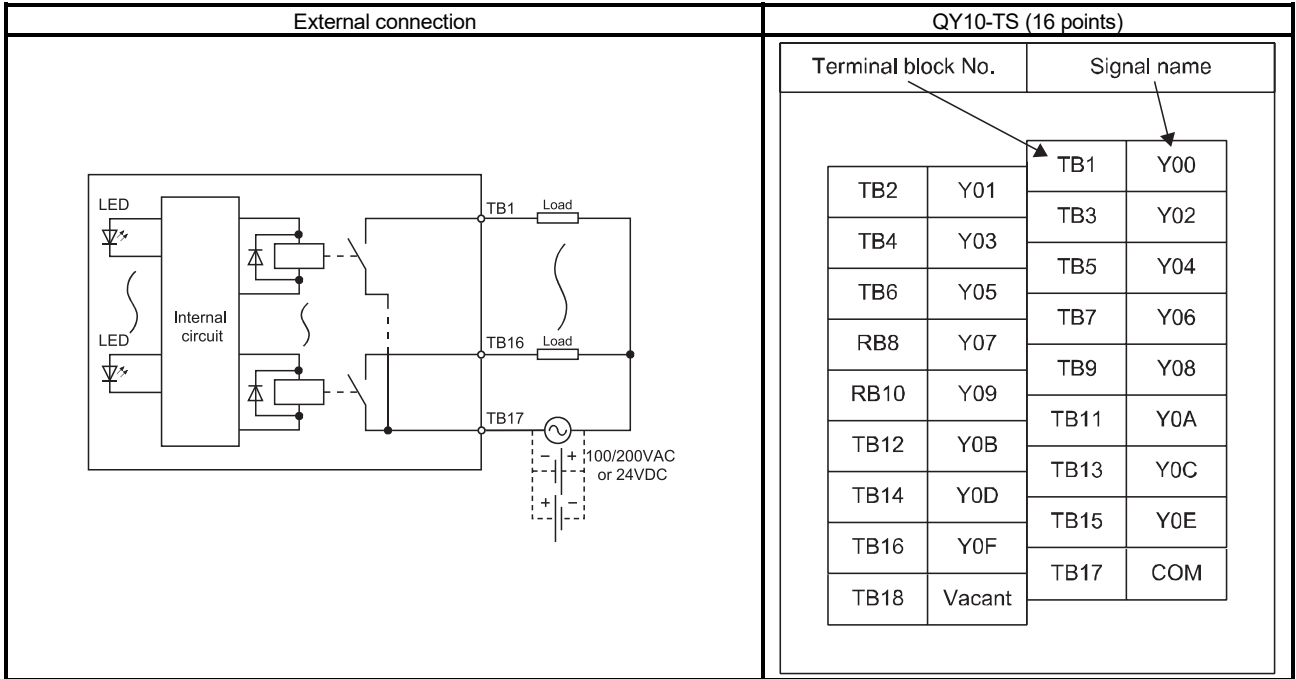 External connection
QY10-TS (16 points)
Terminal block No.
Signal name
LED
LED
Internal
circuit
TB1
Load
TB16
Load
TB17
− +
100/200VAC
or 24VDC
+ −
TB1 Y00
TB2 Y01
TB3 Y02
TB4 Y03
TB5 Y04
TB6 Y05
TB7 Y06
RB8 Y07
TB9 Y08
RB10 Y09
TB11 Y0A
TB12 Y0B
TB13 Y0C
TB14 Y0D
TB15 Y0E
TB16 Y0F
TB17 COM
TB18 Vacant